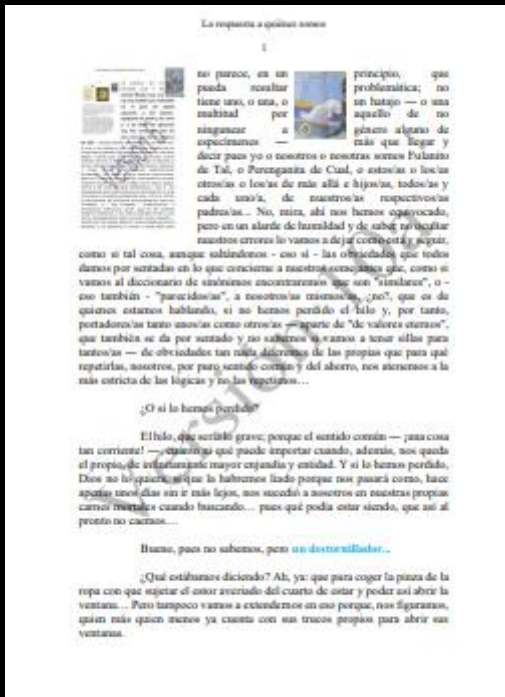 La respuesta a quiénes somos
1
no parece, en un principio, que
pueda resultar problemática; no
tiene uno, o una, o un hatajo — o una
multitud por aquello de no
ningunear a género alguno de
especímenes — más que llegar y
decir pues yo o nosotros o nosotras somos Fulanito
de Tal, o Perenganita de Cual, o estos/as o los/as
otros/as o los/as de más allá e hijos/as, todos/as y
cada uno/a, de nuestros/as respectivos/as
padres/as... No, mira, ahí nos hemos equivocado,
pero en un alarde de humildad y de saber no ocultar
nuestros errores lo vamos a dejar como está y seguir,
como si tal cosa, aunque saltándonos - eso sí - las obviedades que todos
damos por sentadas en lo que concierne a nuestros semejantes que, como si
vamos al diccionario de sinónimos encontraremos que son "similares", o -
eso también - "parecidos/as", a nosotros/as mismos/as, ¿no?, que es de
quienes estamos hablando, si no hemos perdido el hilo y, por tanto,
portadores/as tanto unos/as como otros/as — aparte de "de valores eternos",
que también se da por sentado y no sabemos si vamos a tener sillas para
tantos/as — de obviedades tan nada diferentes de las propias que para qué
repetirlas, nosotros, por puro sentido común y del ahorro, nos atenemos a la
más estricta de las lógicas y no las repetimos…
¿O sí lo hemos perdido?
El hilo, que sería lo grave; porque el sentido común — ¡una cosa
tan corriente! — cuánto ni qué puede importar cuando, además, nos queda
el propio, de infinitamente mayor enjundia y entidad. Y si lo hemos perdido,
Dios no lo quiera, es que lo habremos liado porque nos pasará como, hace
apenas unos días sin ir más lejos, nos sucedió a nosotros en nuestras propias
carnes mortales cuando buscando… pues qué podía estar siendo, que así al
pronto no caemos…
Bueno, pues no sabemos, pero un destornillador...
¿Qué estábamos diciendo? Ah, ya: que para coger la pinza de la
ropa con que sujetar el estor averiado del cuarto de estar y poder así abrir la
ventana… Pero tampoco vamos a extendernos en eso porque, nos figuramos,
quien más quien menos ya cuenta con sus trucos propios para abrir sus
ventanas.